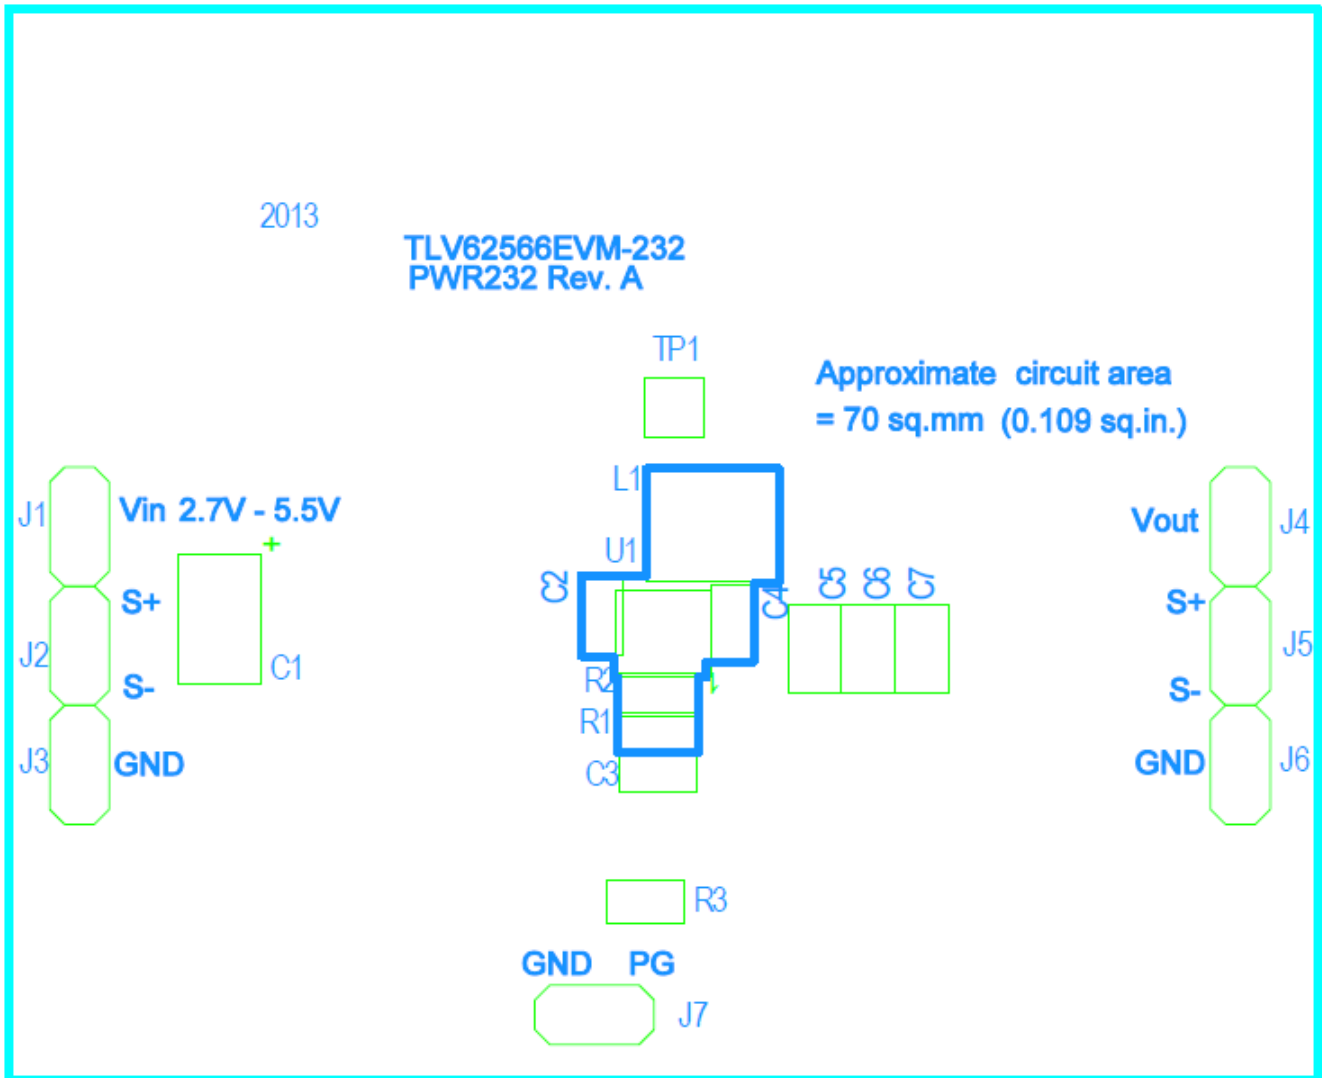 2013
TLV62566EVM-232
PWR232 Rev. A
TP1
Approximate circuit area
= 70 sq.mm (0.109 sq.in.)
L1
J1
Vin 2.7V - 5.5V
Vout
J4
+
U1
C2
C4
C5
C6
C7
S+
S+
J2
C1
J5
S-
S-
R2
R1
J3
GND
C3
GND
J6
R3
GND PG
J7